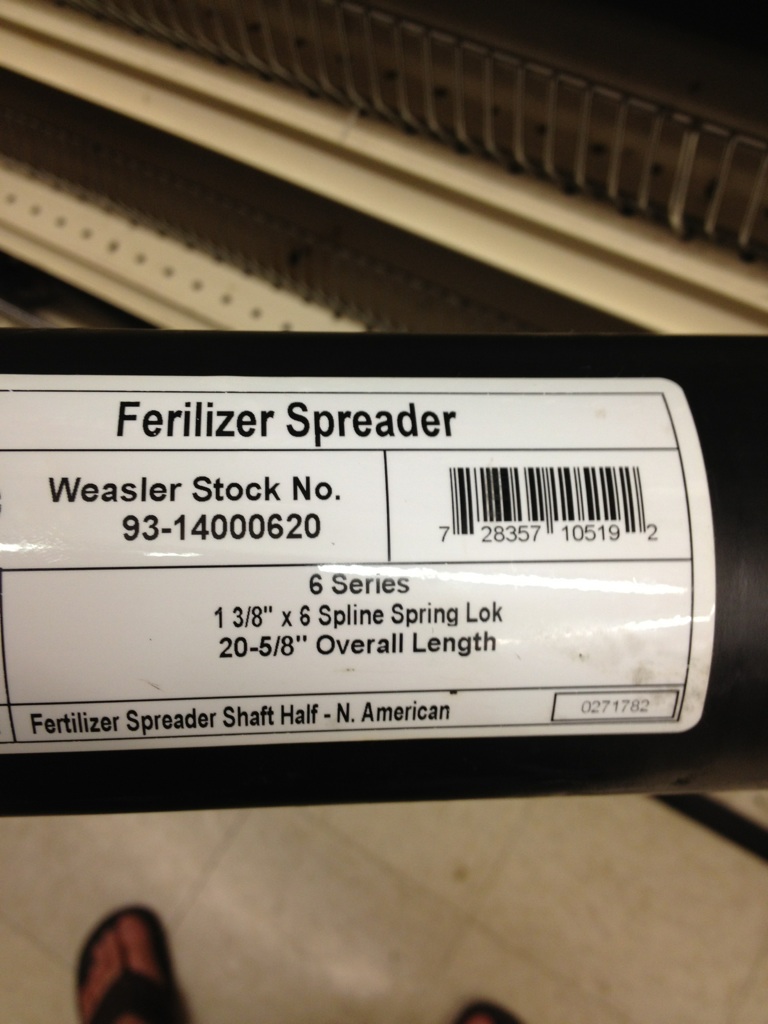 Ferilizer Spreader
Weasler Stock No.
93-14000620
7 28357 10519 2
6 Series
1 3/8" x 6 Spline Spring Lok
20-5/8" Overall Length
Fertilizer Spreader Shaft Half - N. American
0271782